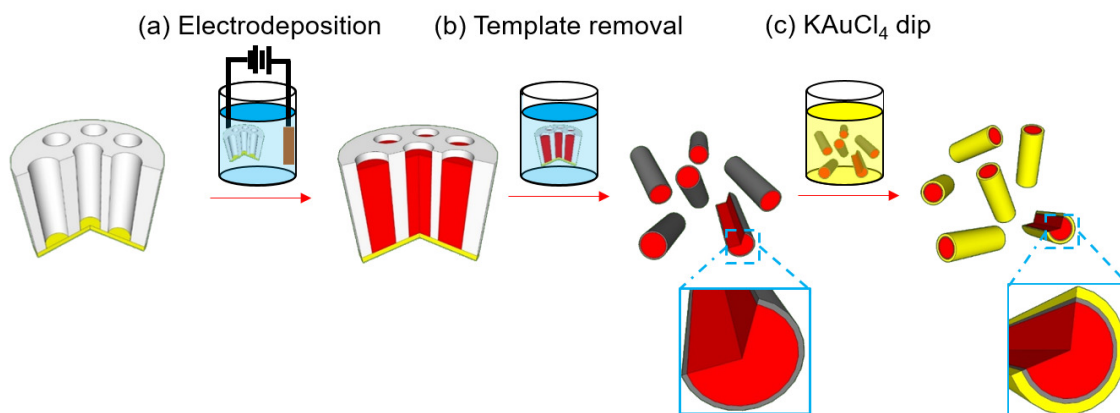 (a) Electrodeposition
(b) Template removal
(c) KAuCl₄ dip